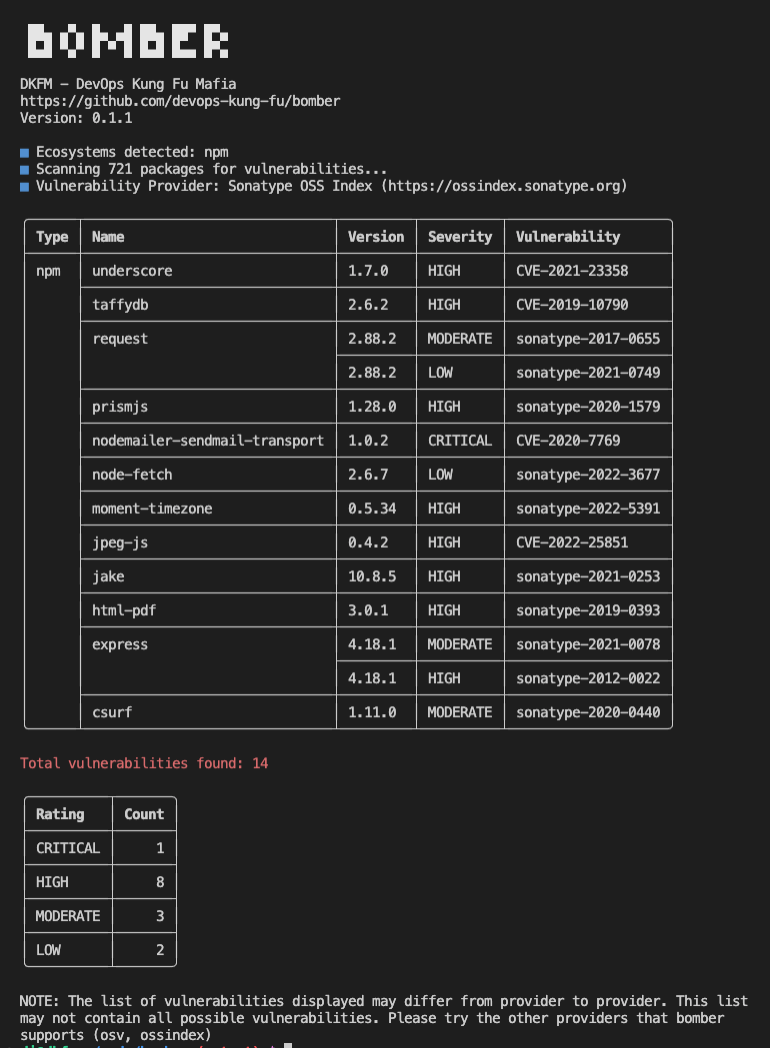 BOMBER
DKFM - DevOps Kung Fu Mafia
https://github.com/devops-kung-fu/bomber
Version: 0.1.1
Ecosystems detected: npm
Scanning 721 packages for vulnerabilities...
Vulnerability Provider: Sonatype OSS Index (https://ossindex.sonatype.org)
Type Name Version Severity Vulnerability
npm underscore 1.7.0 HIGH CVE-2021-23358
taffydb 2.6.2 HIGH CVE-2019-10790
request 2.88.2 MODERATE sonatype-2017-0655
2.88.2 LOW sonatype-2021-0749
prismjs 1.28.0 HIGH sonatype-2020-1579
nodemailer-sendmail-transport 1.0.2 CRITICAL CVE-2020-7769
node-fetch 2.6.7 LOW sonatype-2022-3677
moment-timezone 0.5.34 HIGH sonatype-2022-5391
jpeg-js 0.4.2 HIGH CVE-2022-25851
jake 10.8.5 HIGH sonatype-2021-0253
html-pdf 3.0.1 HIGH sonatype-2019-0393
express 4.18.1 MODERATE sonatype-2021-0078
4.18.1 HIGH sonatype-2012-0022
csurf 1.11.0 MODERATE sonatype-2020-0440
Total vulnerabilities found: 14
Rating Count
CRITICAL 1
HIGH 8
MODERATE 3
LOW 2
NOTE: The list of vulnerabilities displayed may differ from provider to provider. This list
may not contain all possible vulnerabilities. Please try the other providers that bomber
supports (osv, ossindex)